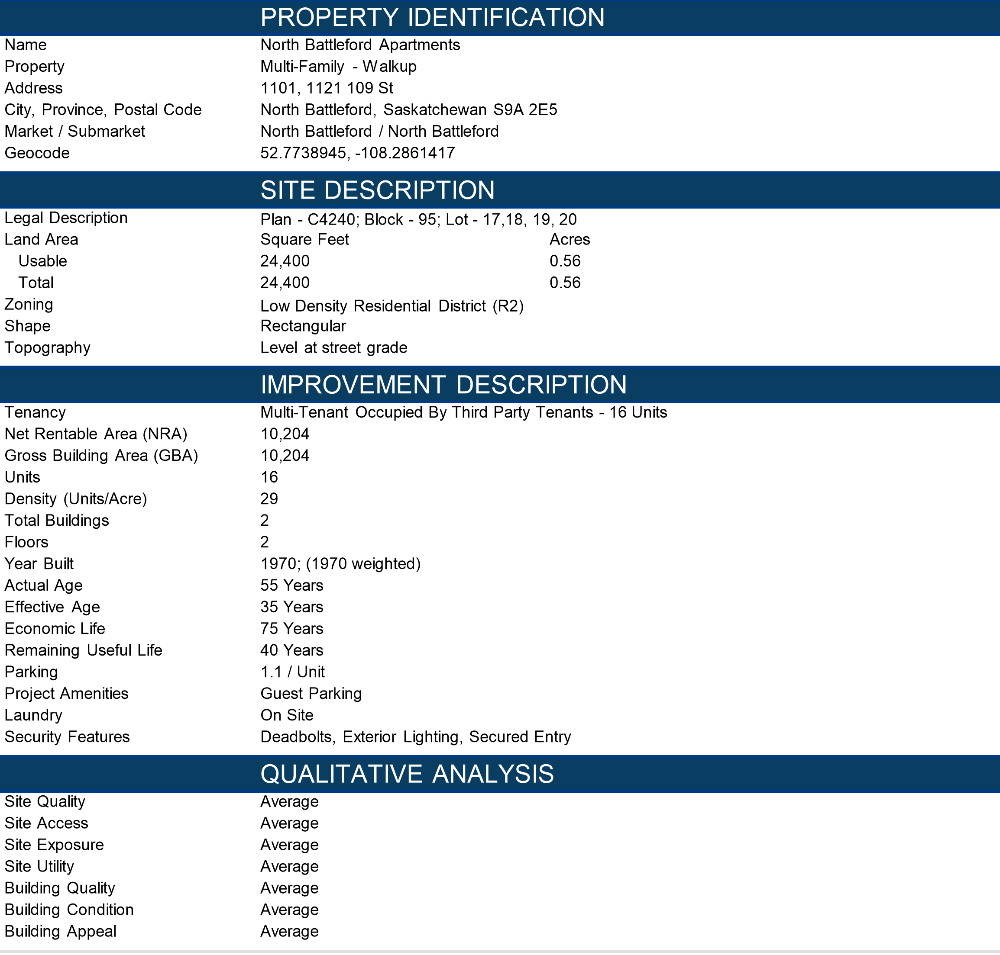 PROPERTY IDENTIFICATION
Name North Battleford Apartments
Property Multi-Family - Walkup
Address 1101, 1121 109 St
City, Province, Postal Code North Battleford, Saskatchewan S9A 2E5
Market / Submarket North Battleford / North Battleford
Geocode 52.7738945, -108.2861417
SITE DESCRIPTION
Legal Description Plan - C4240; Block - 95; Lot - 17,18, 19, 20
Land Area Square Feet Acres
Usable 24,400 0.56
Total 24,400 0.56
Zoning Low Density Residential District (R2)
Shape Rectangular
Topography Level at street grade
IMPROVEMENT DESCRIPTION
Tenancy Multi-Tenant Occupied By Third Party Tenants - 16 Units
Net Rentable Area (NRA) 10,204
Gross Building Area (GBA) 10,204
Units 16
Density (Units/Acre) 29
Total Buildings 2
Floors 2
Year Built 1970; (1970 weighted)
Actual Age 55 Years
Effective Age 35 Years
Economic Life 75 Years
Remaining Useful Life 40 Years
Parking 1.1 / Unit
Project Amenities Guest Parking
Laundry On Site
Security Features Deadbolts, Exterior Lighting, Secured Entry
QUALITATIVE ANALYSIS
Site Quality Average
Site Access Average
Site Exposure Average
Site Utility Average
Building Quality Average
Building Condition Average
Building Appeal Average